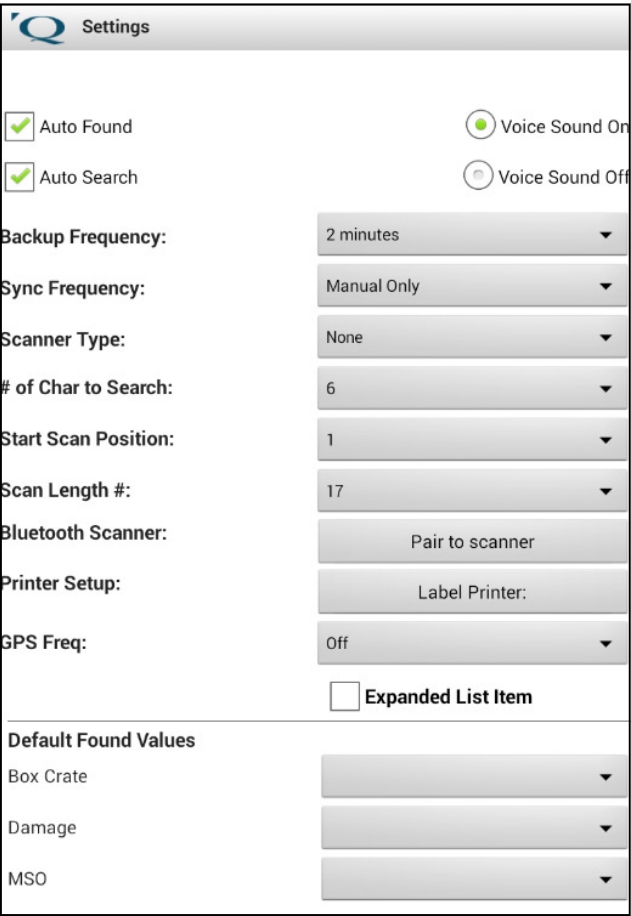 Settings
Auto Found
Voice Sound On
Auto Search
Voice Sound Off
Backup Frequency:
2 minutes
Sync Frequency:
Manual Only
Scanner Type:
None
# of Char to Search:
6
Start Scan Position:
1
Scan Length #:
17
Bluetooth Scanner:
Pair to scanner
Printer Setup:
Label Printer:
GPS Freq:
Off
Expanded List Item
Default Found Values
Box Crate
Damage
MSO